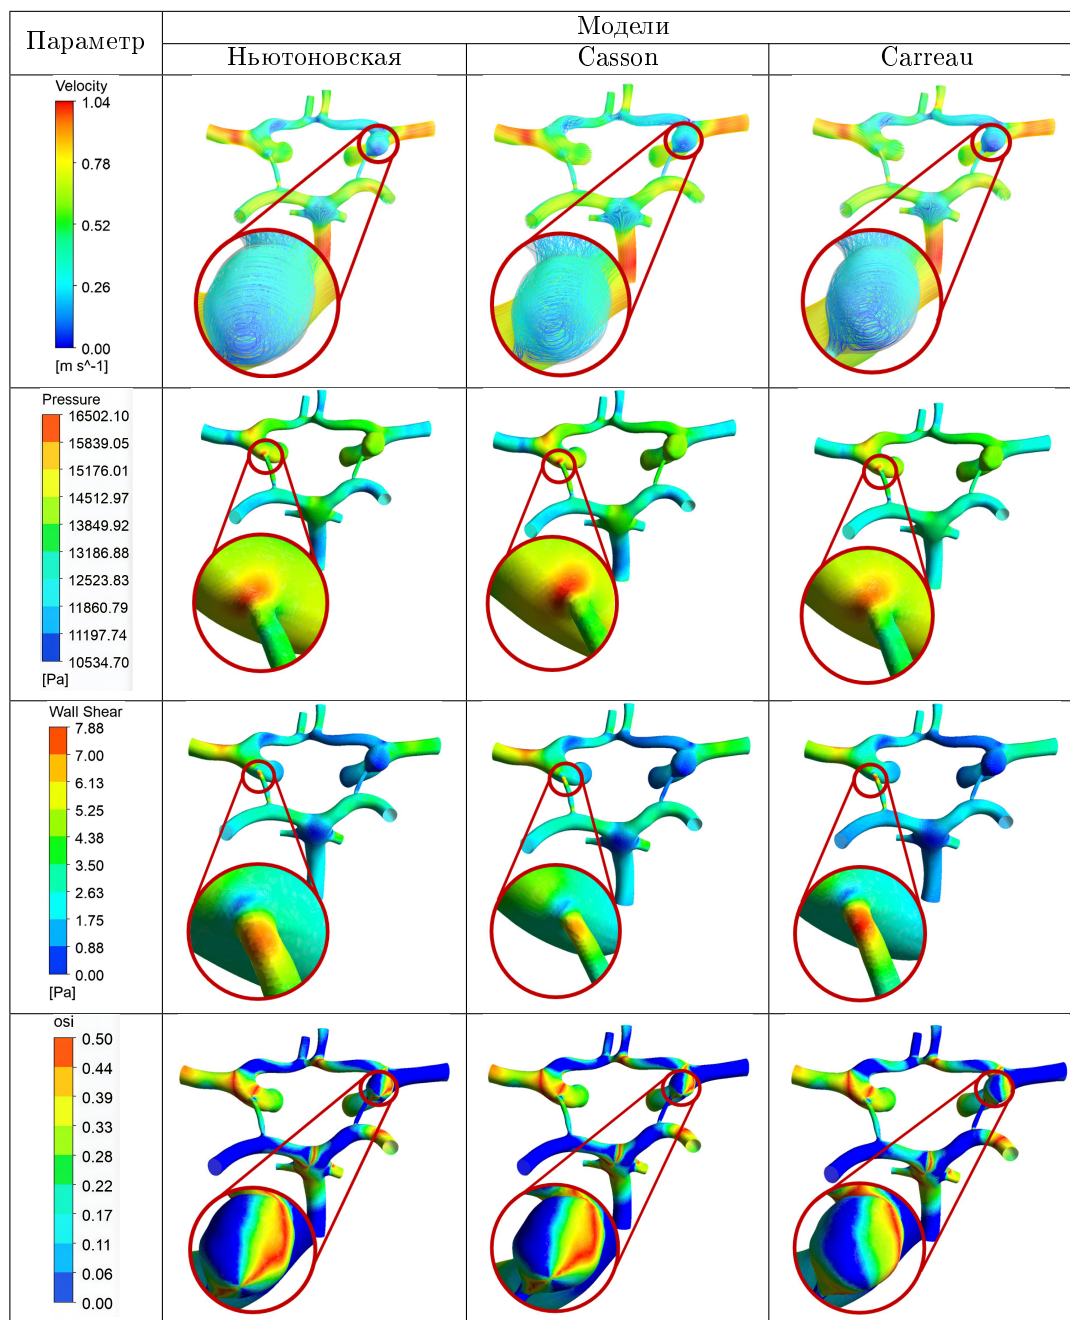 Параметр
Модели
Ньютоновская
Casson
Carreau
Velocity
1.04
0.78
0.52
0.26
0.00
[m s^-1]
Pressure
16502.10
15839.05
15176.01
14512.97
13849.92
13186.88
12523.83
11860.79
11197.74
10534.70
[Pa]
Wall Shear
7.88
7.00
6.13
5.25
4.38
3.50
2.63
1.75
0.88
0.00
[Pa]
osi
0.50
0.44
0.39
0.33
0.28
0.22
0.17
0.11
0.06
0.00